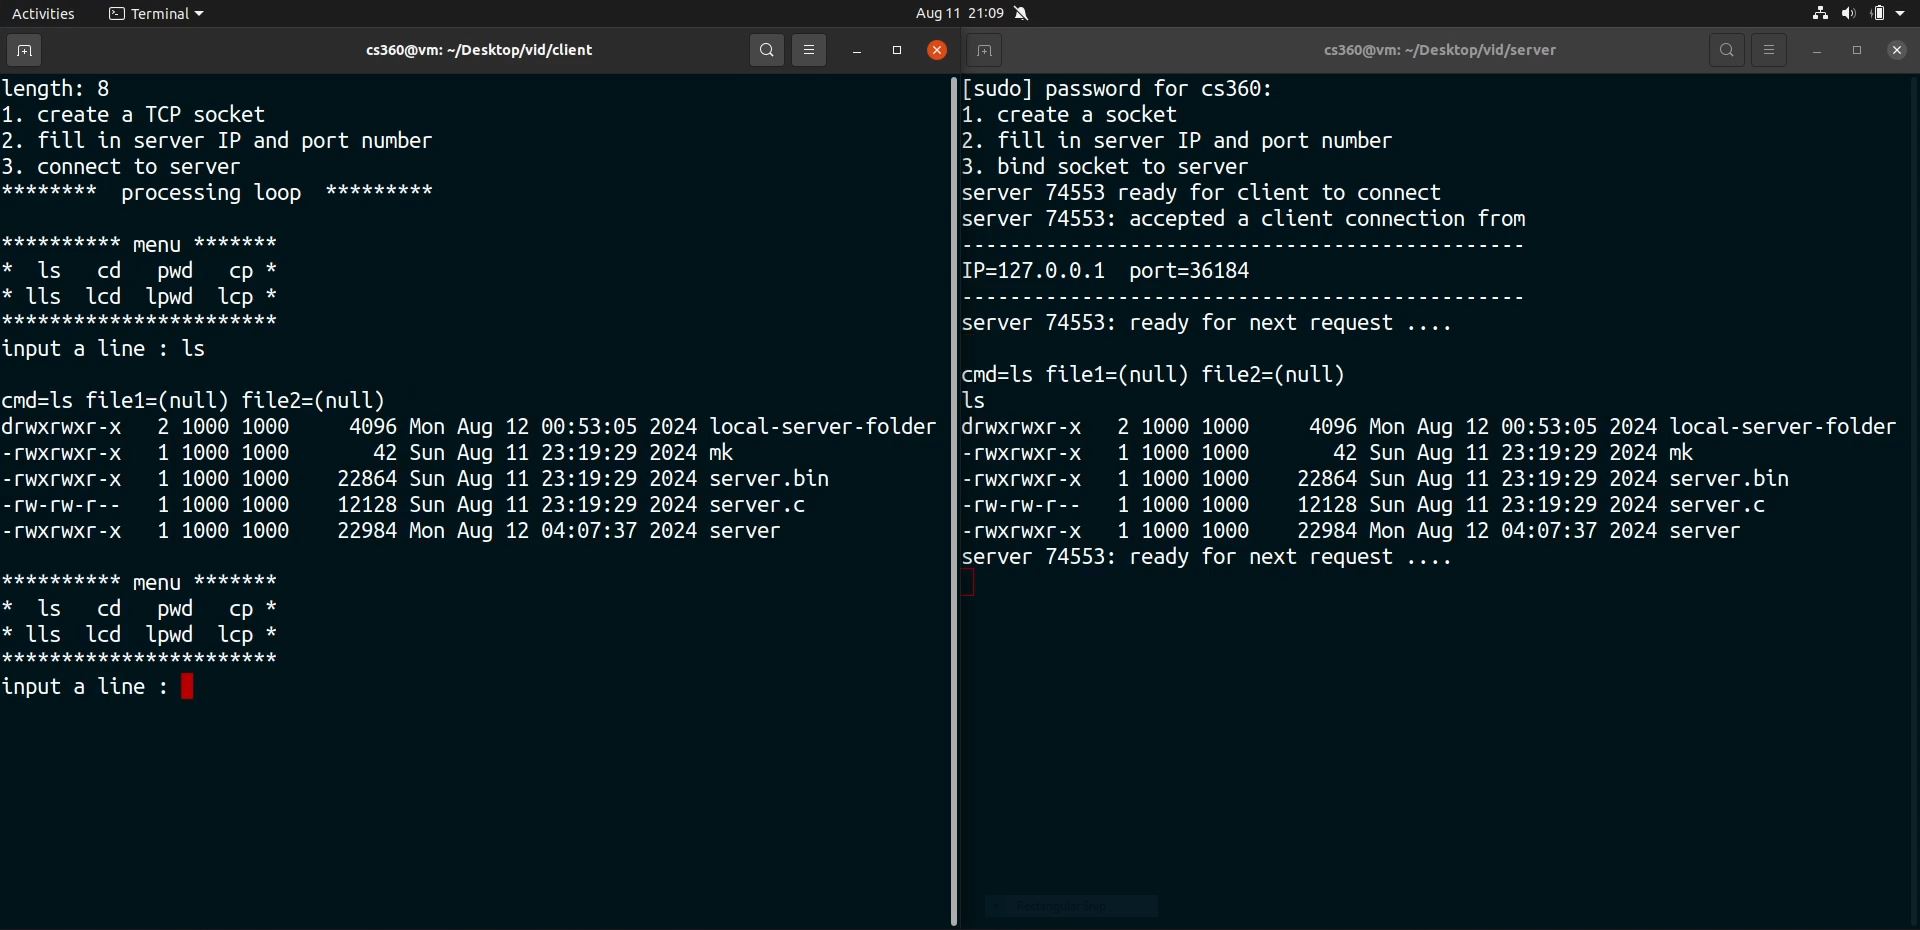 Activities
Terminal
Aug 11 21:09
cs360@vm: ~/Desktop/vid/client
length: 8
1. create a TCP socket
2. fill in server IP and port number
3. connect to server
******** processing loop *********
********** menu *******
* ls cd pwd cp *
* lls lcd lpwd lcp *
***********************
input a line : ls
cmd=ls file1=(null) file2=(null)
drwxrwxr-x 2 1000 1000 4096 Mon Aug 12 00:53:05 2024 local-server-folder
-rwxrwxr-x 1 1000 1000 42 Sun Aug 11 23:19:29 2024 mk
-rwxrwxr-x 1 1000 1000 22864 Sun Aug 11 23:19:29 2024 server.bin
-rw-rw-r-- 1 1000 1000 12128 Sun Aug 11 23:19:29 2024 server.c
-rwxrwxr-x 1 1000 1000 22984 Mon Aug 12 04:07:37 2024 server
********** menu *******
* ls cd pwd cp *
* lls lcd lpwd lcp *
***********************
input a line :
cs360@vm: ~/Desktop/vid/server
[sudo] password for cs360:
1. create a socket
2. fill in server IP and port number
3. bind socket to server
server 74553 ready for client to connect
server 74553: accepted a client connection from
-----------------------------------------------
IP=127.0.0.1 port=36184
-----------------------------------------------
server 74553: ready for next request ....
cmd=ls file1=(null) file2=(null)
ls
drwxrwxr-x 2 1000 1000 4096 Mon Aug 12 00:53:05 2024 local-server-folder
-rwxrwxr-x 1 1000 1000 42 Sun Aug 11 23:19:29 2024 mk
-rwxrwxr-x 1 1000 1000 22864 Sun Aug 11 23:19:29 2024 server.bin
-rw-rw-r-- 1 1000 1000 12128 Sun Aug 11 23:19:29 2024 server.c
-rwxrwxr-x 1 1000 1000 22984 Mon Aug 12 04:07:37 2024 server
server 74553: ready for next request ....
Rectangular Snip